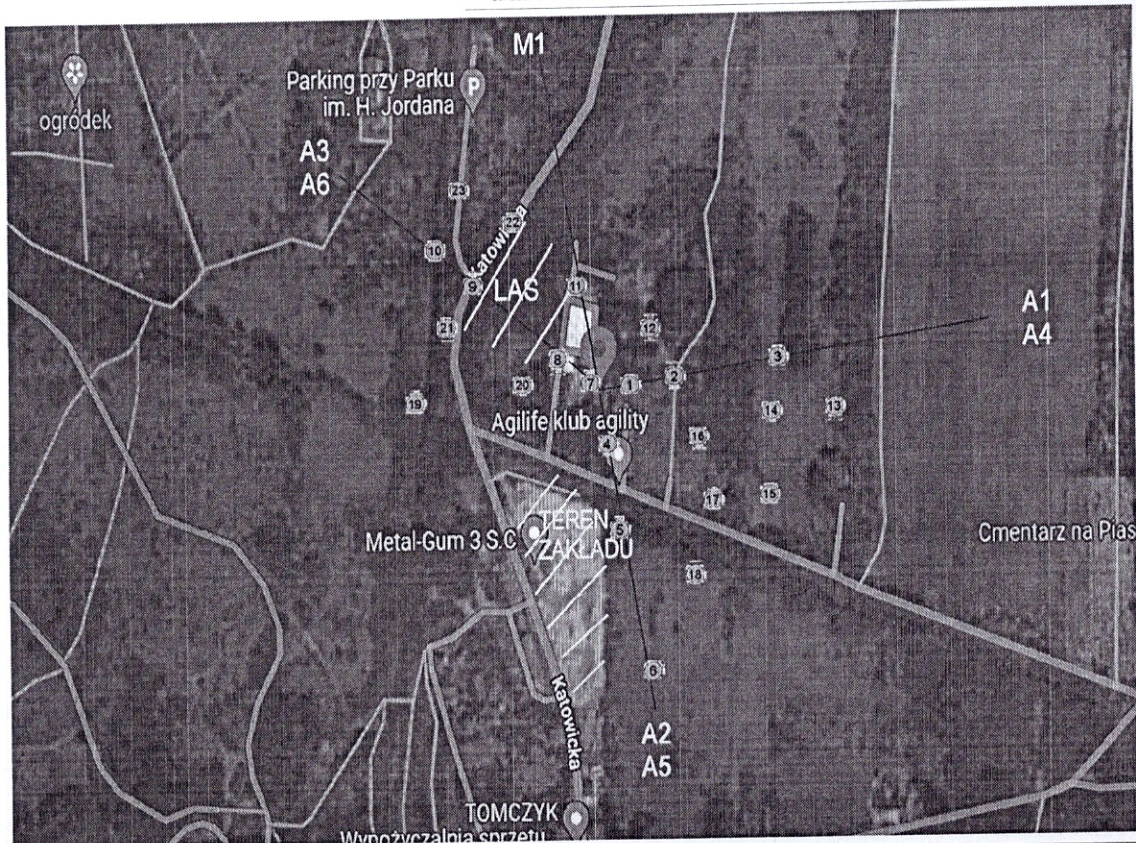 M1
Parking przy Parku
im. H. Jordana
P
ogródek
A3
A6
23
22
Katowicka
10
9
LAS
11
21
12
A1
A4
8
7
1
2
3
20
19
Agilife klub agility
4
16
14
13
17
15
Metal-Gum 3 S.C
TEREN
ZAKŁADU
5
18
Cmentarz na Pias
6
Katowicka
A2
A5
TOMCZYK
Wypożyczalnia sprzętu